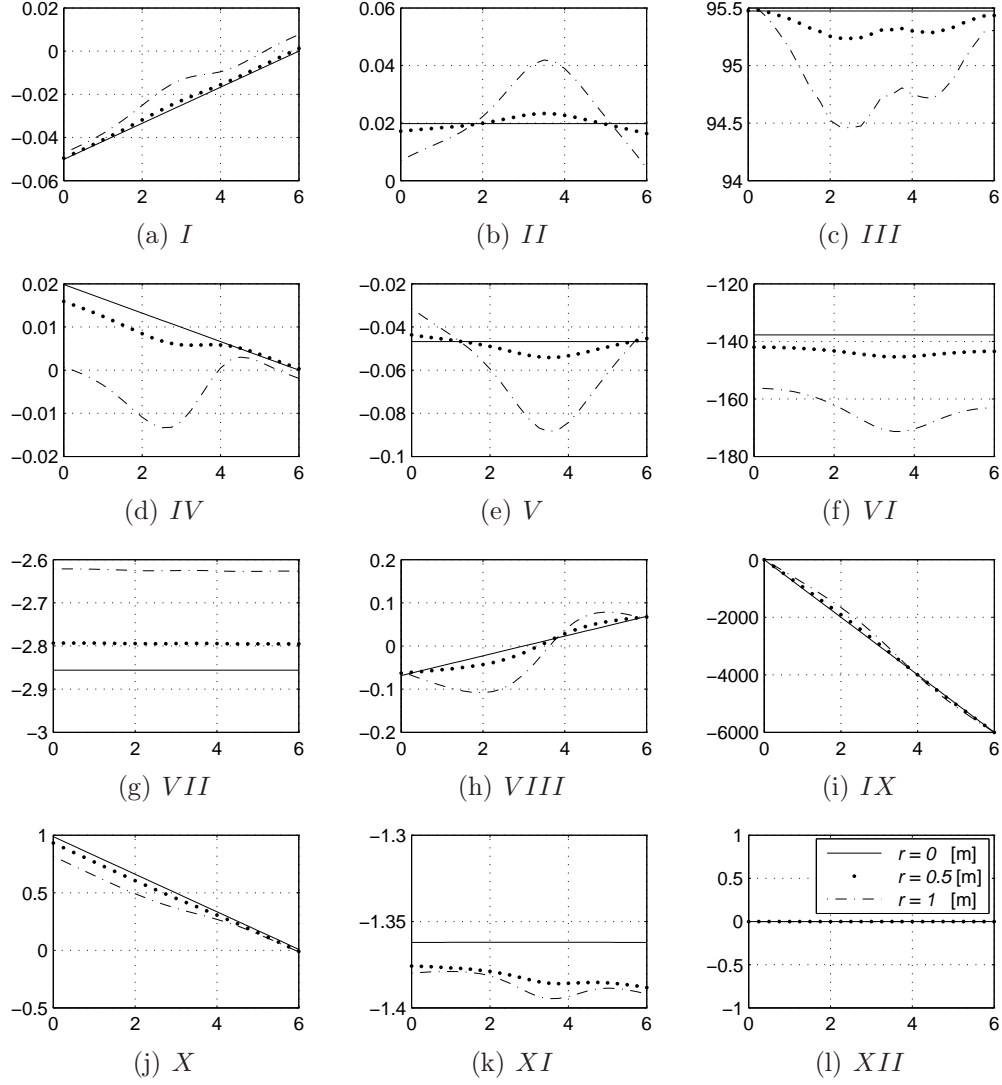 0
−0.02
−0.04
−0.06
0 2 4 6
(a) I
0.06
0.04
0.02
0
0 2 4 6
(b) II
95.5
95
94.5
94
0 2 4 6
(c) III
0.02
0.01
0
−0.01
0.02
0 2 4 6
(d) IV
−0.02
−0.04
−0.06
−0.08
−0.1
0 2 4 6
(e) V
−120
−140
−160
−180
0 2 4 6
(f) VI
−2.6
−2.7
−2.8
−2.9
−3
0 2 4 6
(g) VII
0.2
0.1
0
−0.1
−0.2
0 2 4 6
(h) VIII
0
−2000
−4000
−6000
0 2 4 6
(i) IX
1
0.5
0
−0.5
0 2 4 6
(j) X
−1.3
−1.35
−1.4
0 2 4 6
(k) XI
1
0.5
0
−0.5
−1
0 2 4 6
r = 0 [m]
r = 0.5 [m]
r = 1 [m]
(l) XII